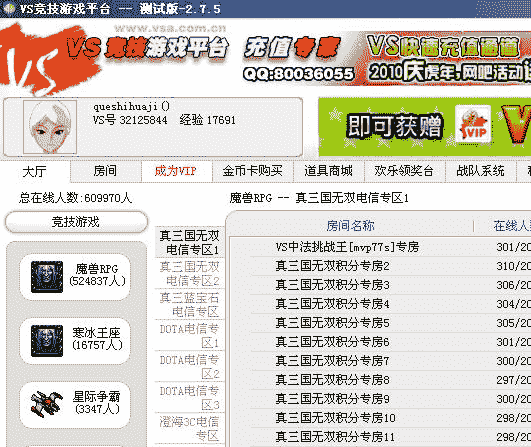 VS竞技游戏平台 -- 测试版-2.7.5
www.vsa.com.cn
VS
VS 竞技游戏平台
充值专家
QQ:80036055
VS快速充值通道
2010庆虎年,网吧活动
queshihuaji()
VS号 32125844 经验 17691
即可获赠
VIP
大厅 房间 成为VIP 金币卡购买 道具商城 欢乐领奖台 战队系统
总在线人数:609970人
魔兽RPG -- 真三国无双电信专区1
竞技游戏
魔兽RPG
(524837人)
寒冰王座
(16757人)
星际争霸
(3347人)
真三国无双
电信专区1
真三国无双
电信专区2
真三蓝宝石
电信专区
DOTA电信专
区1
DOTA电信专
区2
DOTA电信专
区3
澄海3C电信
专区
房间名称 在线人
VS中法挑战王[mvp77s]专房 301/20
真三国无双积分专房2 310/20
真三国无双积分专房3 306/20
真三国无双积分专房4 304/20
真三国无双积分专房5 305/20
真三国无双积分专房6 301/20
真三国无双积分专房7 300/20
真三国无双积分专房8 297/20
真三国无双积分专房9 300/20
真三国无双积分专房10 298/20
真三国无双积分专房11 298/20